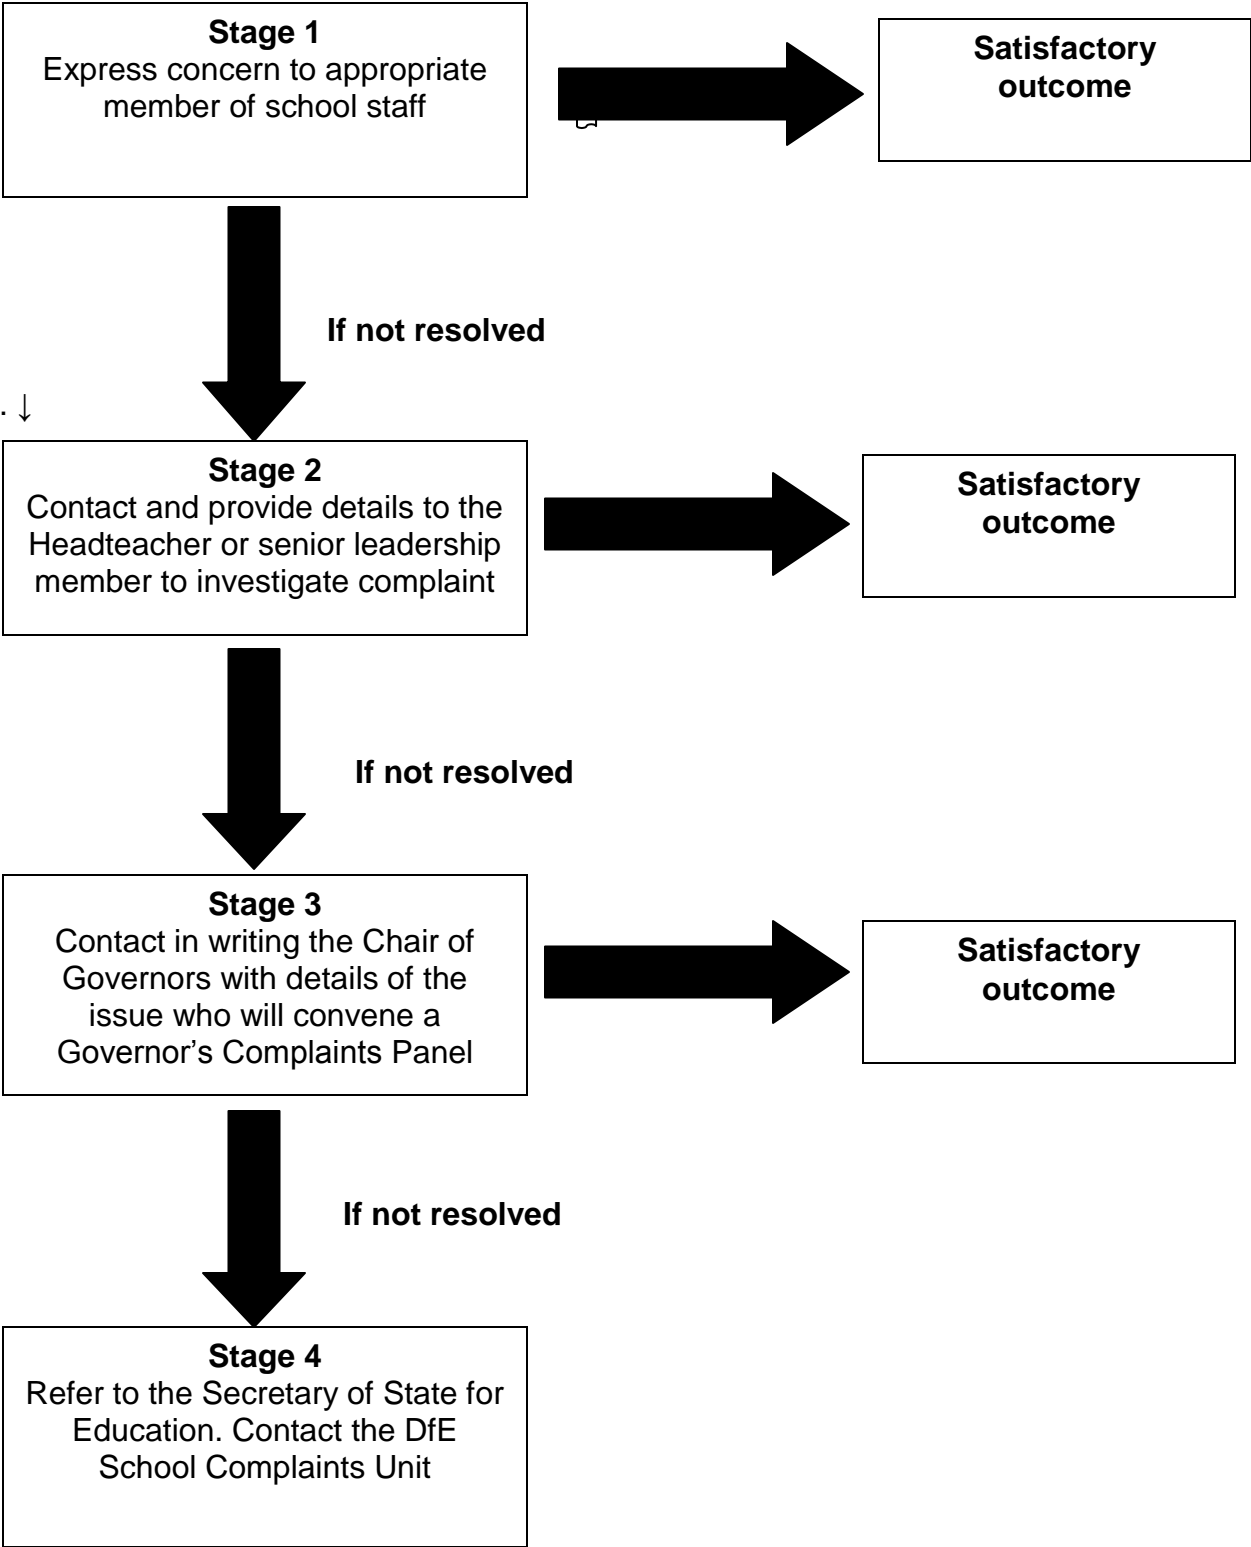 Stage 1
Express concern to appropriate
member of school staff
Satisfactory
outcome
If not resolved
. ↓
Stage 2
Contact and provide details to the
Headteacher or senior leadership
member to investigate complaint
Satisfactory
outcome
If not resolved
Stage 3
Contact in writing the Chair of
Governors with details of the
issue who will convene a
Governor’s Complaints Panel
Satisfactory
outcome
If not resolved
Stage 4
Refer to the Secretary of State for
Education. Contact the DfE
School Complaints Unit